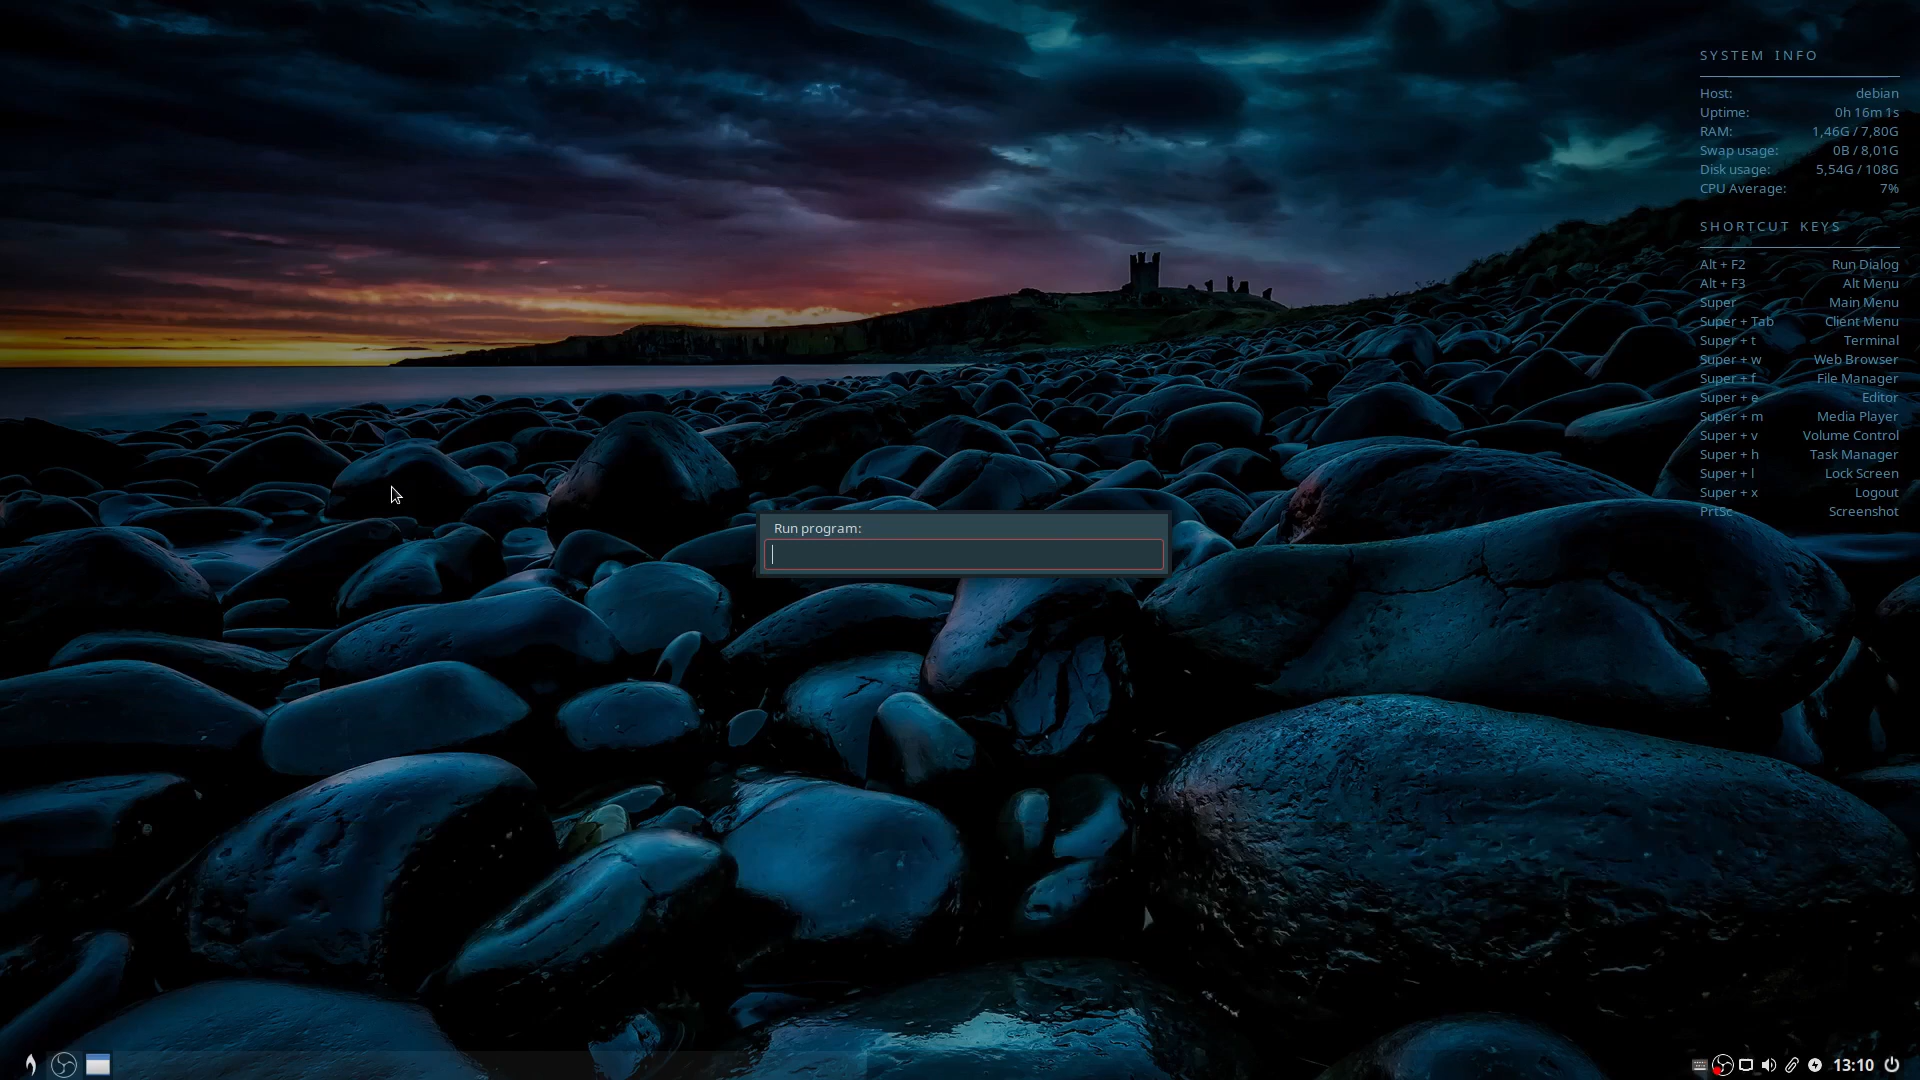 SYSTEM INFO
Host: debian
Uptime: 0h 16m 1s
RAM: 1,46G / 7,80G
Swap usage: 0B / 8,01G
Disk usage: 5,54G / 108G
CPU Average: 7%
SHORTCUT KEYS
Alt + F2 Run Dialog
Alt + F3 Alt Menu
Super Main Menu
Super + Tab Client Menu
Super + t Terminal
Super + w Web Browser
Super + f File Manager
Super + e Editor
Super + m Media Player
Super + v Volume Control
Super + h Task Manager
Super + l Lock Screen
Super + x Logout
PrtSc Screenshot
Run program:
13:10